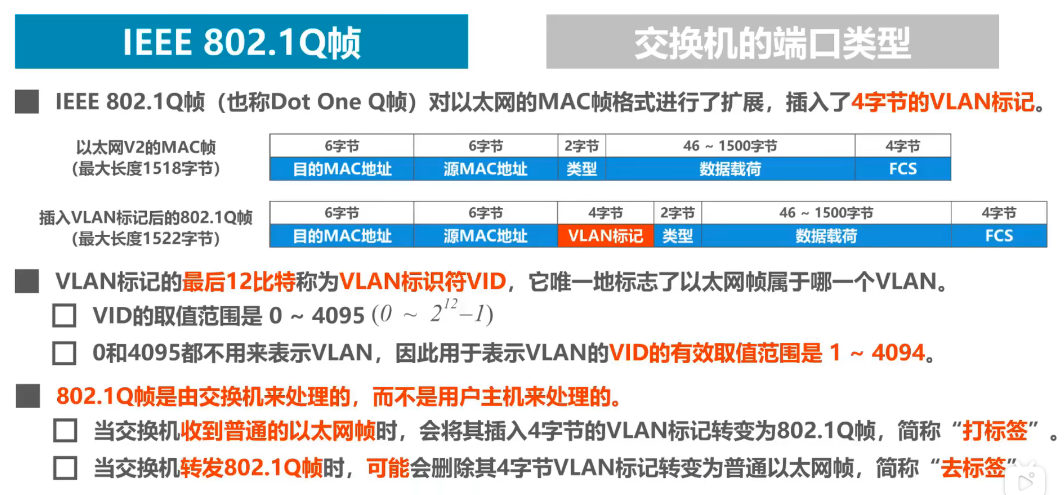 IEEE 802.1Q帧
交换机的端口类型
IEEE 802.1Q帧（也称Dot One Q帧）对以太网的MAC帧格式进行了扩展，插入了4字节的VLAN标记。
以太网V2的MAC帧
（最大长度1518字节）
6字节 6字节 2字节 46 ~ 1500字节 4字节
目的MAC地址 源MAC地址 类型 数据载荷 FCS
插入VLAN标记后的802.1Q帧
（最大长度1522字节）
6字节 6字节 4字节 2字节 46 ~ 1500字节 4字节
目的MAC地址 源MAC地址 VLAN标记 类型 数据载荷 FCS
VLAN标记的最后12比特称为VLAN标识符VID，它唯一地标志了以太网帧属于哪一个VLAN。
VID的取值范围是 0 ~ 4095 (0 ~ 2^12–1)
0和4095都不用来表示VLAN，因此用于表示VLAN的VID的有效取值范围是 1 ~ 4094。
802.1Q帧是由交换机来处理的，而不是用户主机来处理的。
当交换机收到普通的以太网帧时，会将其插入4字节的VLAN标记转变为802.1Q帧，简称“打标签”。
当交换机转发802.1Q帧时，可能会删除其4字节VLAN标记转变为普通以太网帧，简称“去标签”